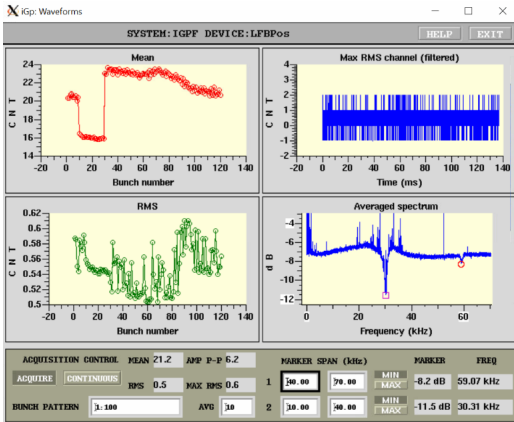 iGp: Waveforms
SYSTEM:IGPF DEVICE:LFBPos HELP EXIT
Mean
24
22
20
18
16
14
CNT
-20 0 20 40 60 80 100 120 140
Bunch number
Max RMS channel (filtered)
4
3
2
1
0
-1
-2
CNT
-20 0 20 40 60 80 100 120 140
Time (ms)
RMS
0.62
0.6
0.58
0.56
0.54
0.52
0.5
CNT
-20 0 20 40 60 80 100 120 140
Bunch number
Averaged spectrum
-4
-6
-8
-10
-12
dB
0 20 40 60
Frequency (kHz)
ACQUISITION CONTROL MEAN 21.2 AMP P-P 6.2
ACQUIRE CONTINUOUS RMS 0.5 MAX RMS 0.6
BUNCH PATTERN 1:100 AVG 10
MARKER SPAN (kHz) MARKER FREQ
1 40.00 70.00 MIN MAX -8.2 dB 59.07 kHz
2 10.00 40.00 MIN MAX -11.5 dB 30.31 kHz